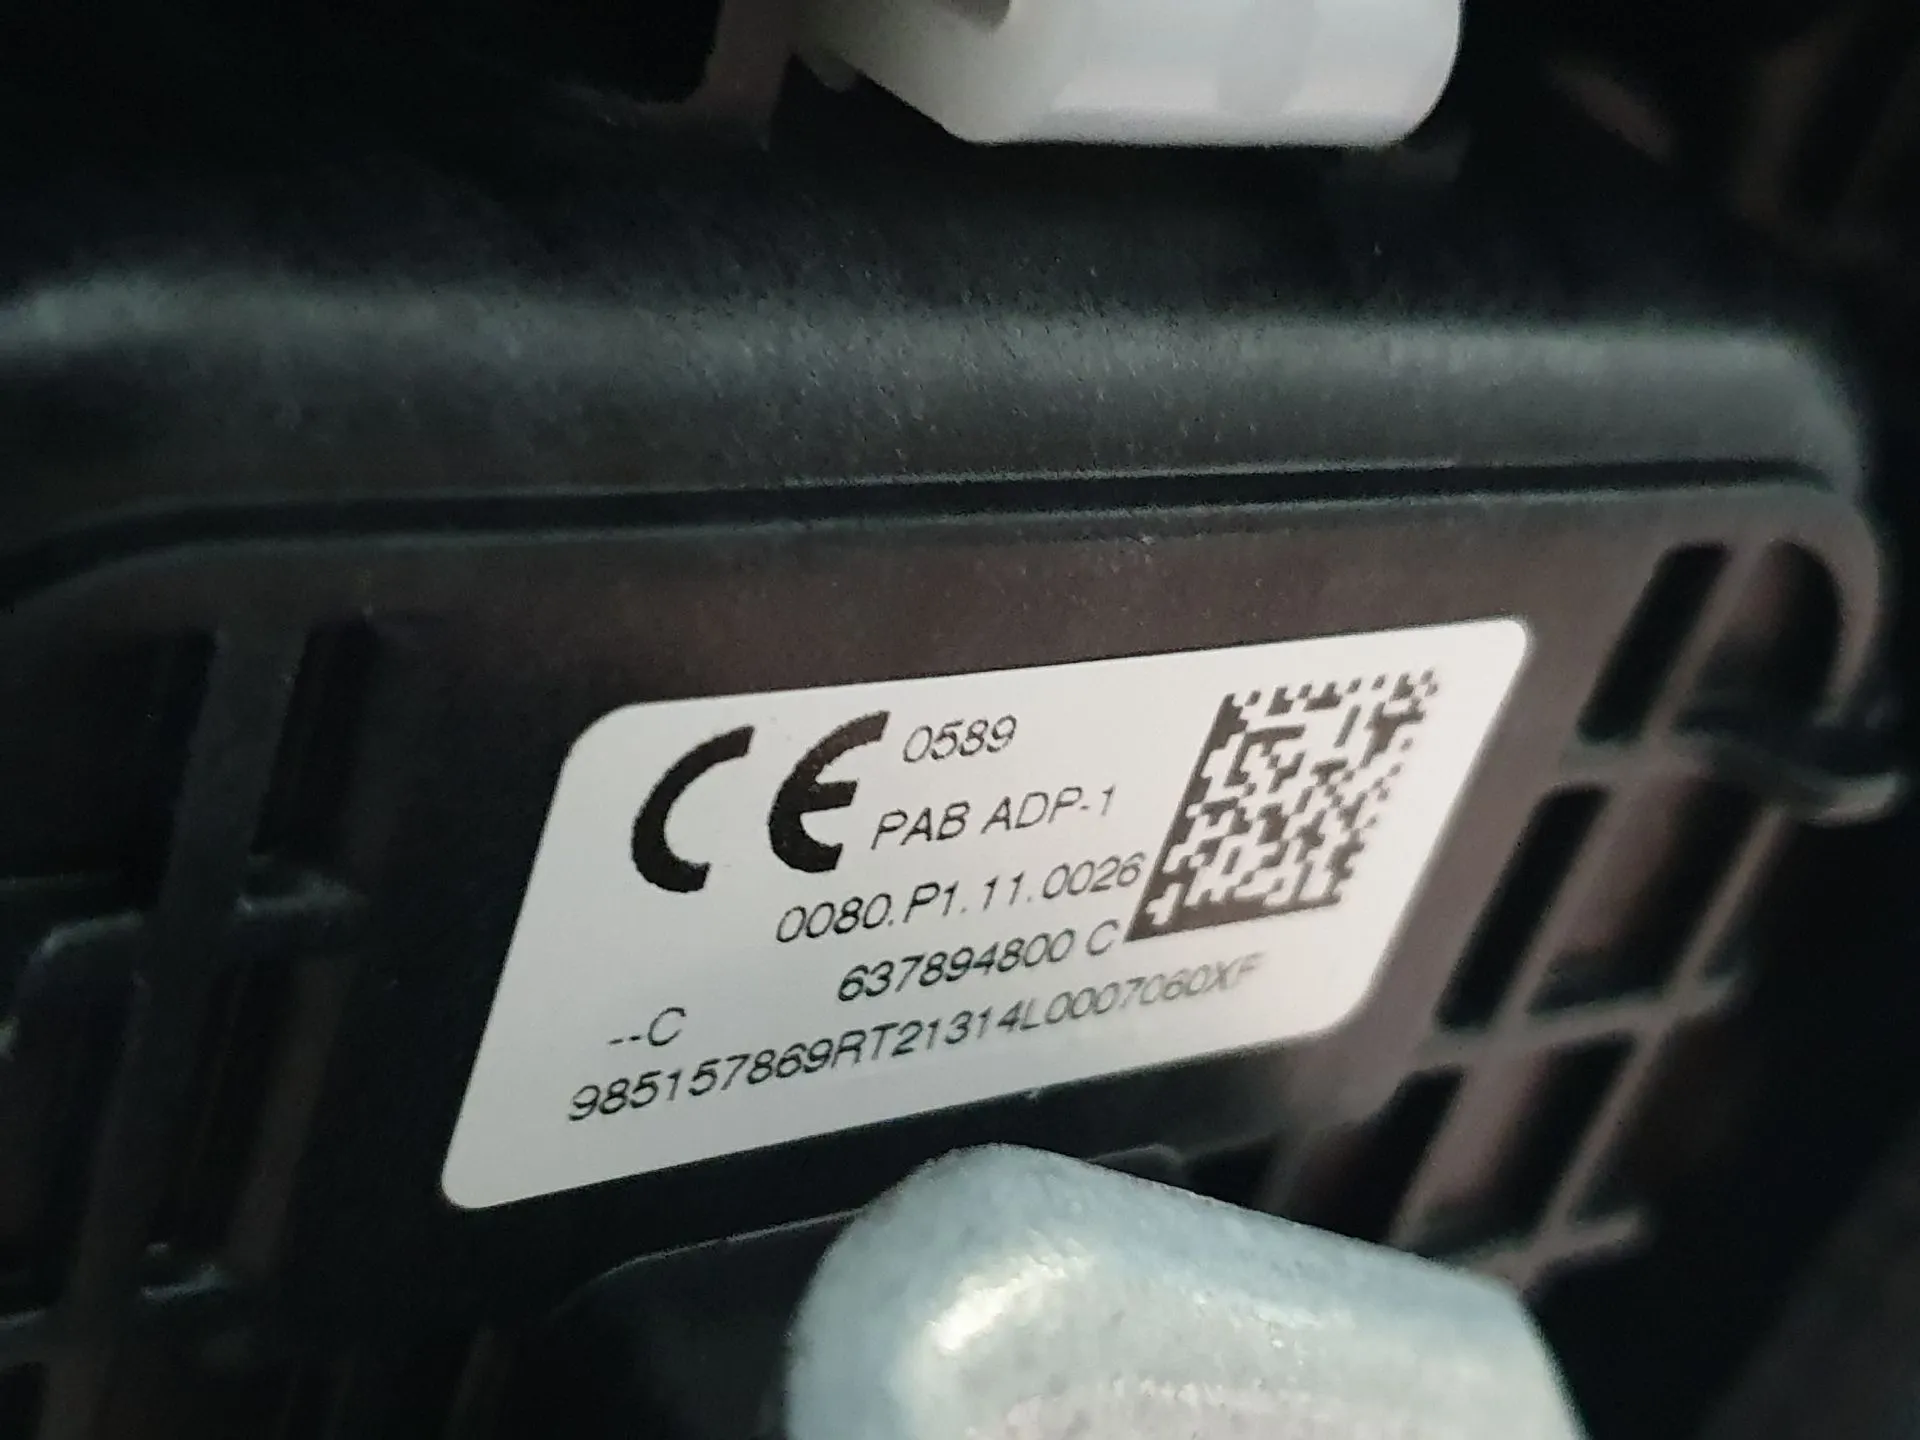 CE 0589
PAB ADP-1
0080.P1.11.0026
--C 637894800 C
985157869RT21314L0007060XF